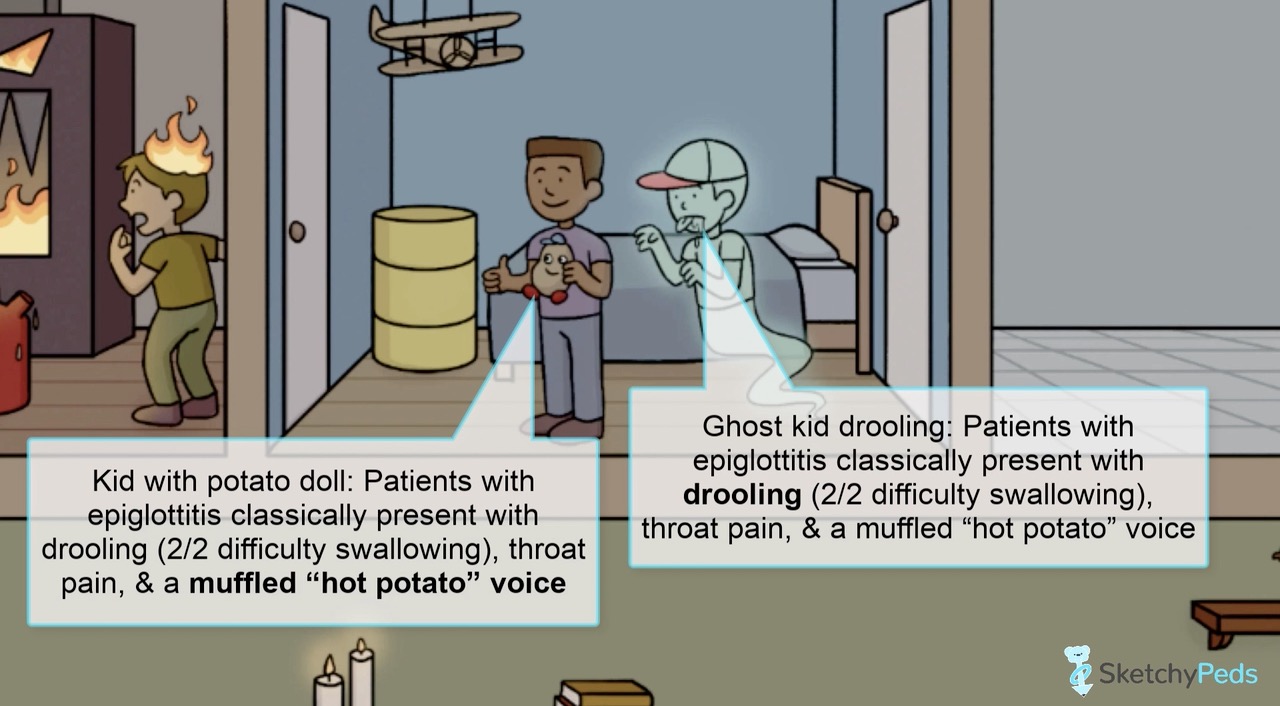 Kid with potato doll: Patients with
epiglottitis classically present with
drooling (2/2 difficulty swallowing), throat
pain, & a muffled “hot potato” voice
Ghost kid drooling: Patients with
epiglottitis classically present with
drooling (2/2 difficulty swallowing),
throat pain, & a muffled “hot potato” voice
SketchyPeds